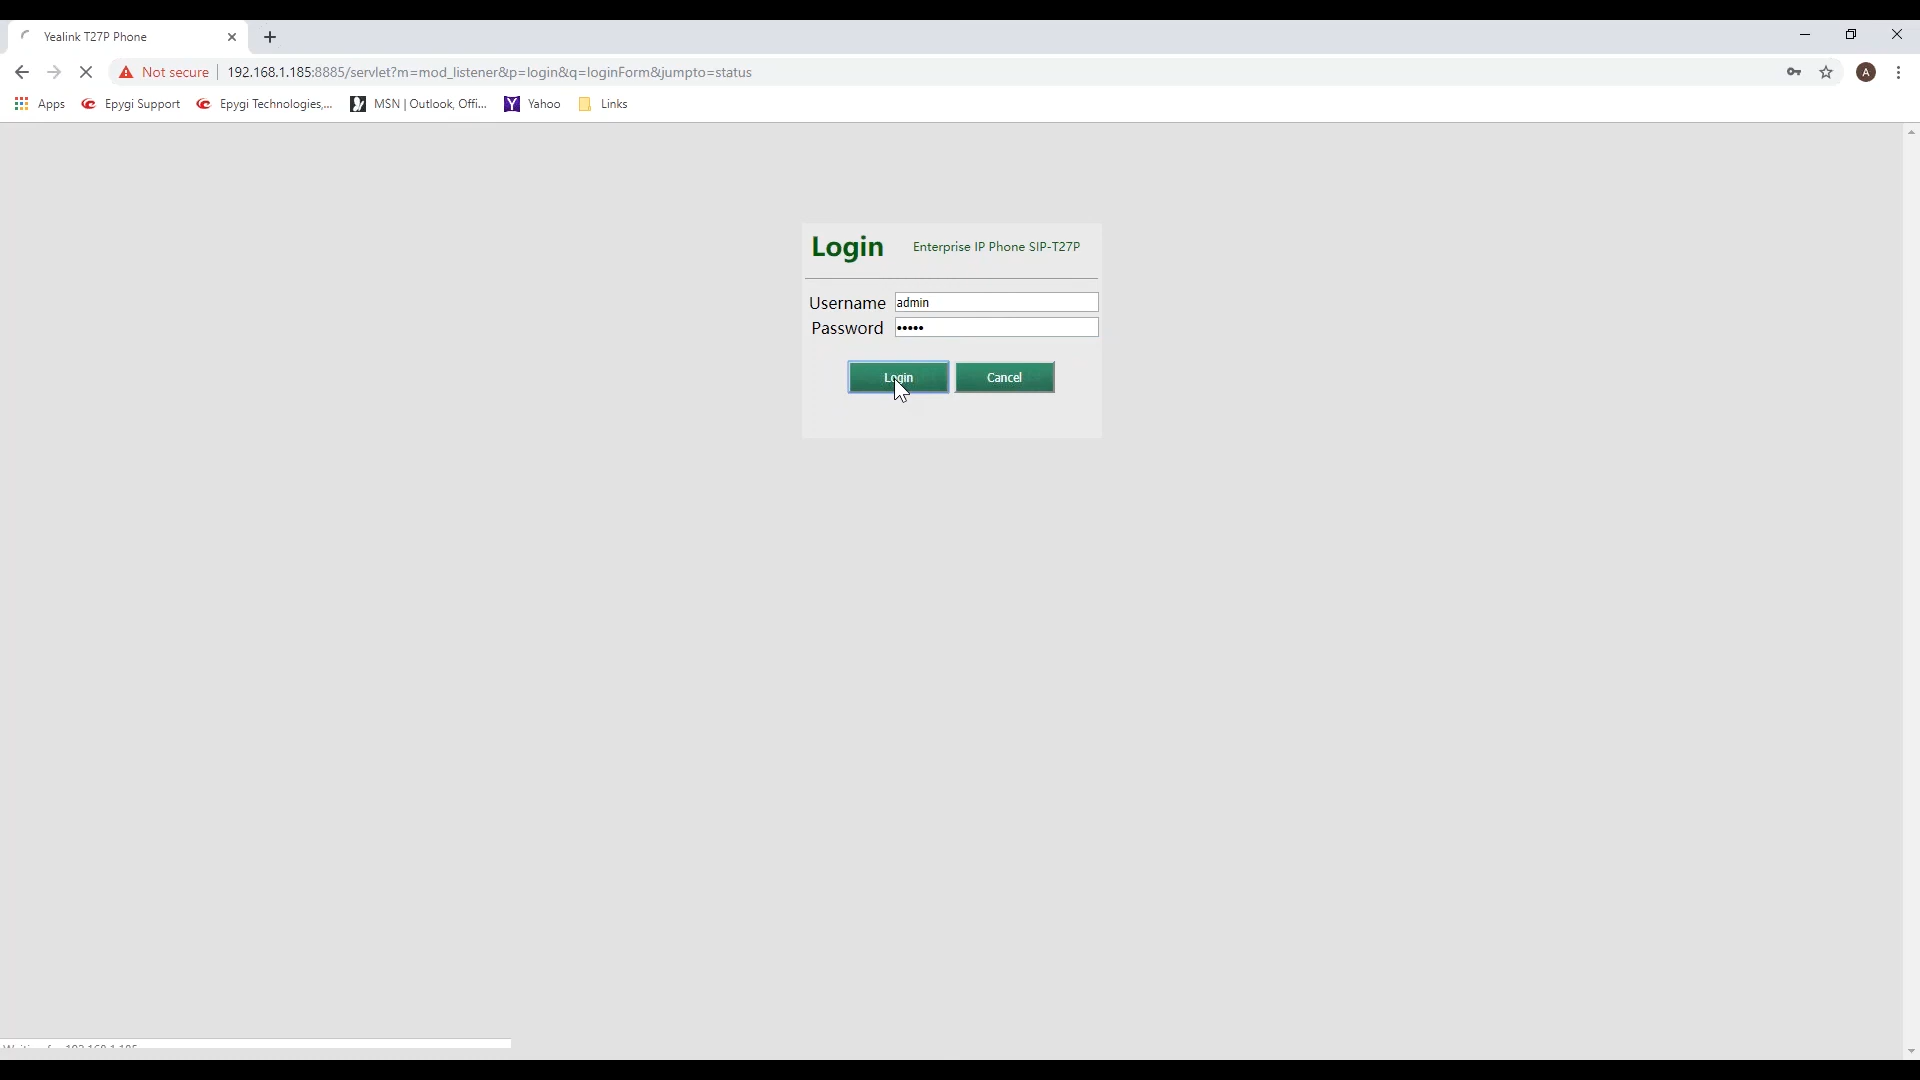 Yealink T27P Phone
Not secure 192.168.1.185:8885/servlet?m=mod_listener&p=login&q=loginForm&jumpto=status
A
Apps Epygi Support Epygi Technologies,... MSN | Outlook, Offi... Yahoo Links
Login Enterprise IP Phone SIP-T27P
Username admin
Password •••••
Login Cancel